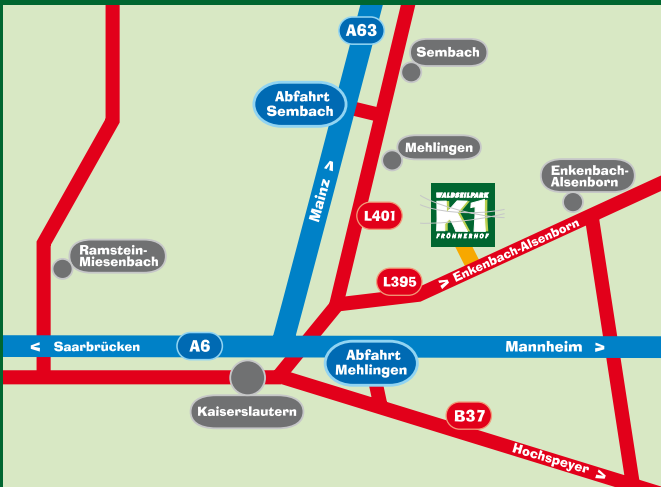 A63
Sembach
Abfahrt
Sembach
Mehlingen
Mainz >
Enkenbach-
Alsenborn
WALDSEILPARK
K1
FRÖHNERHOF
L401
Ramstein-
Miesenbach
L395
> Enkenbach-Alsenborn
< Saarbrücken
A6
Abfahrt
Mehlingen
Mannheim >
Kaiserslautern
B37
Hochspeyer >